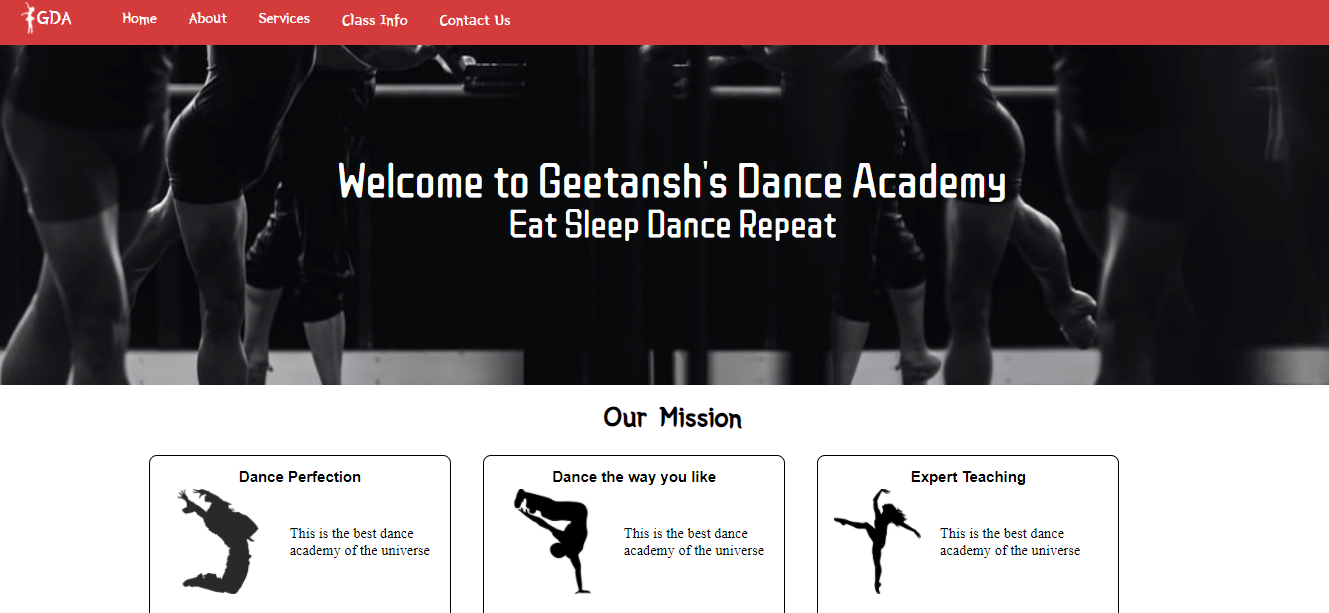 GDA Home About Services Class Info Contact Us
Welcome to Geetansh's Dance Academy
Eat Sleep Dance Repeat
Our Mission
Dance Perfection
This is the best dance
academy of the universe
Dance the way you like
This is the best dance
academy of the universe
Expert Teaching
This is the best dance
academy of the universe